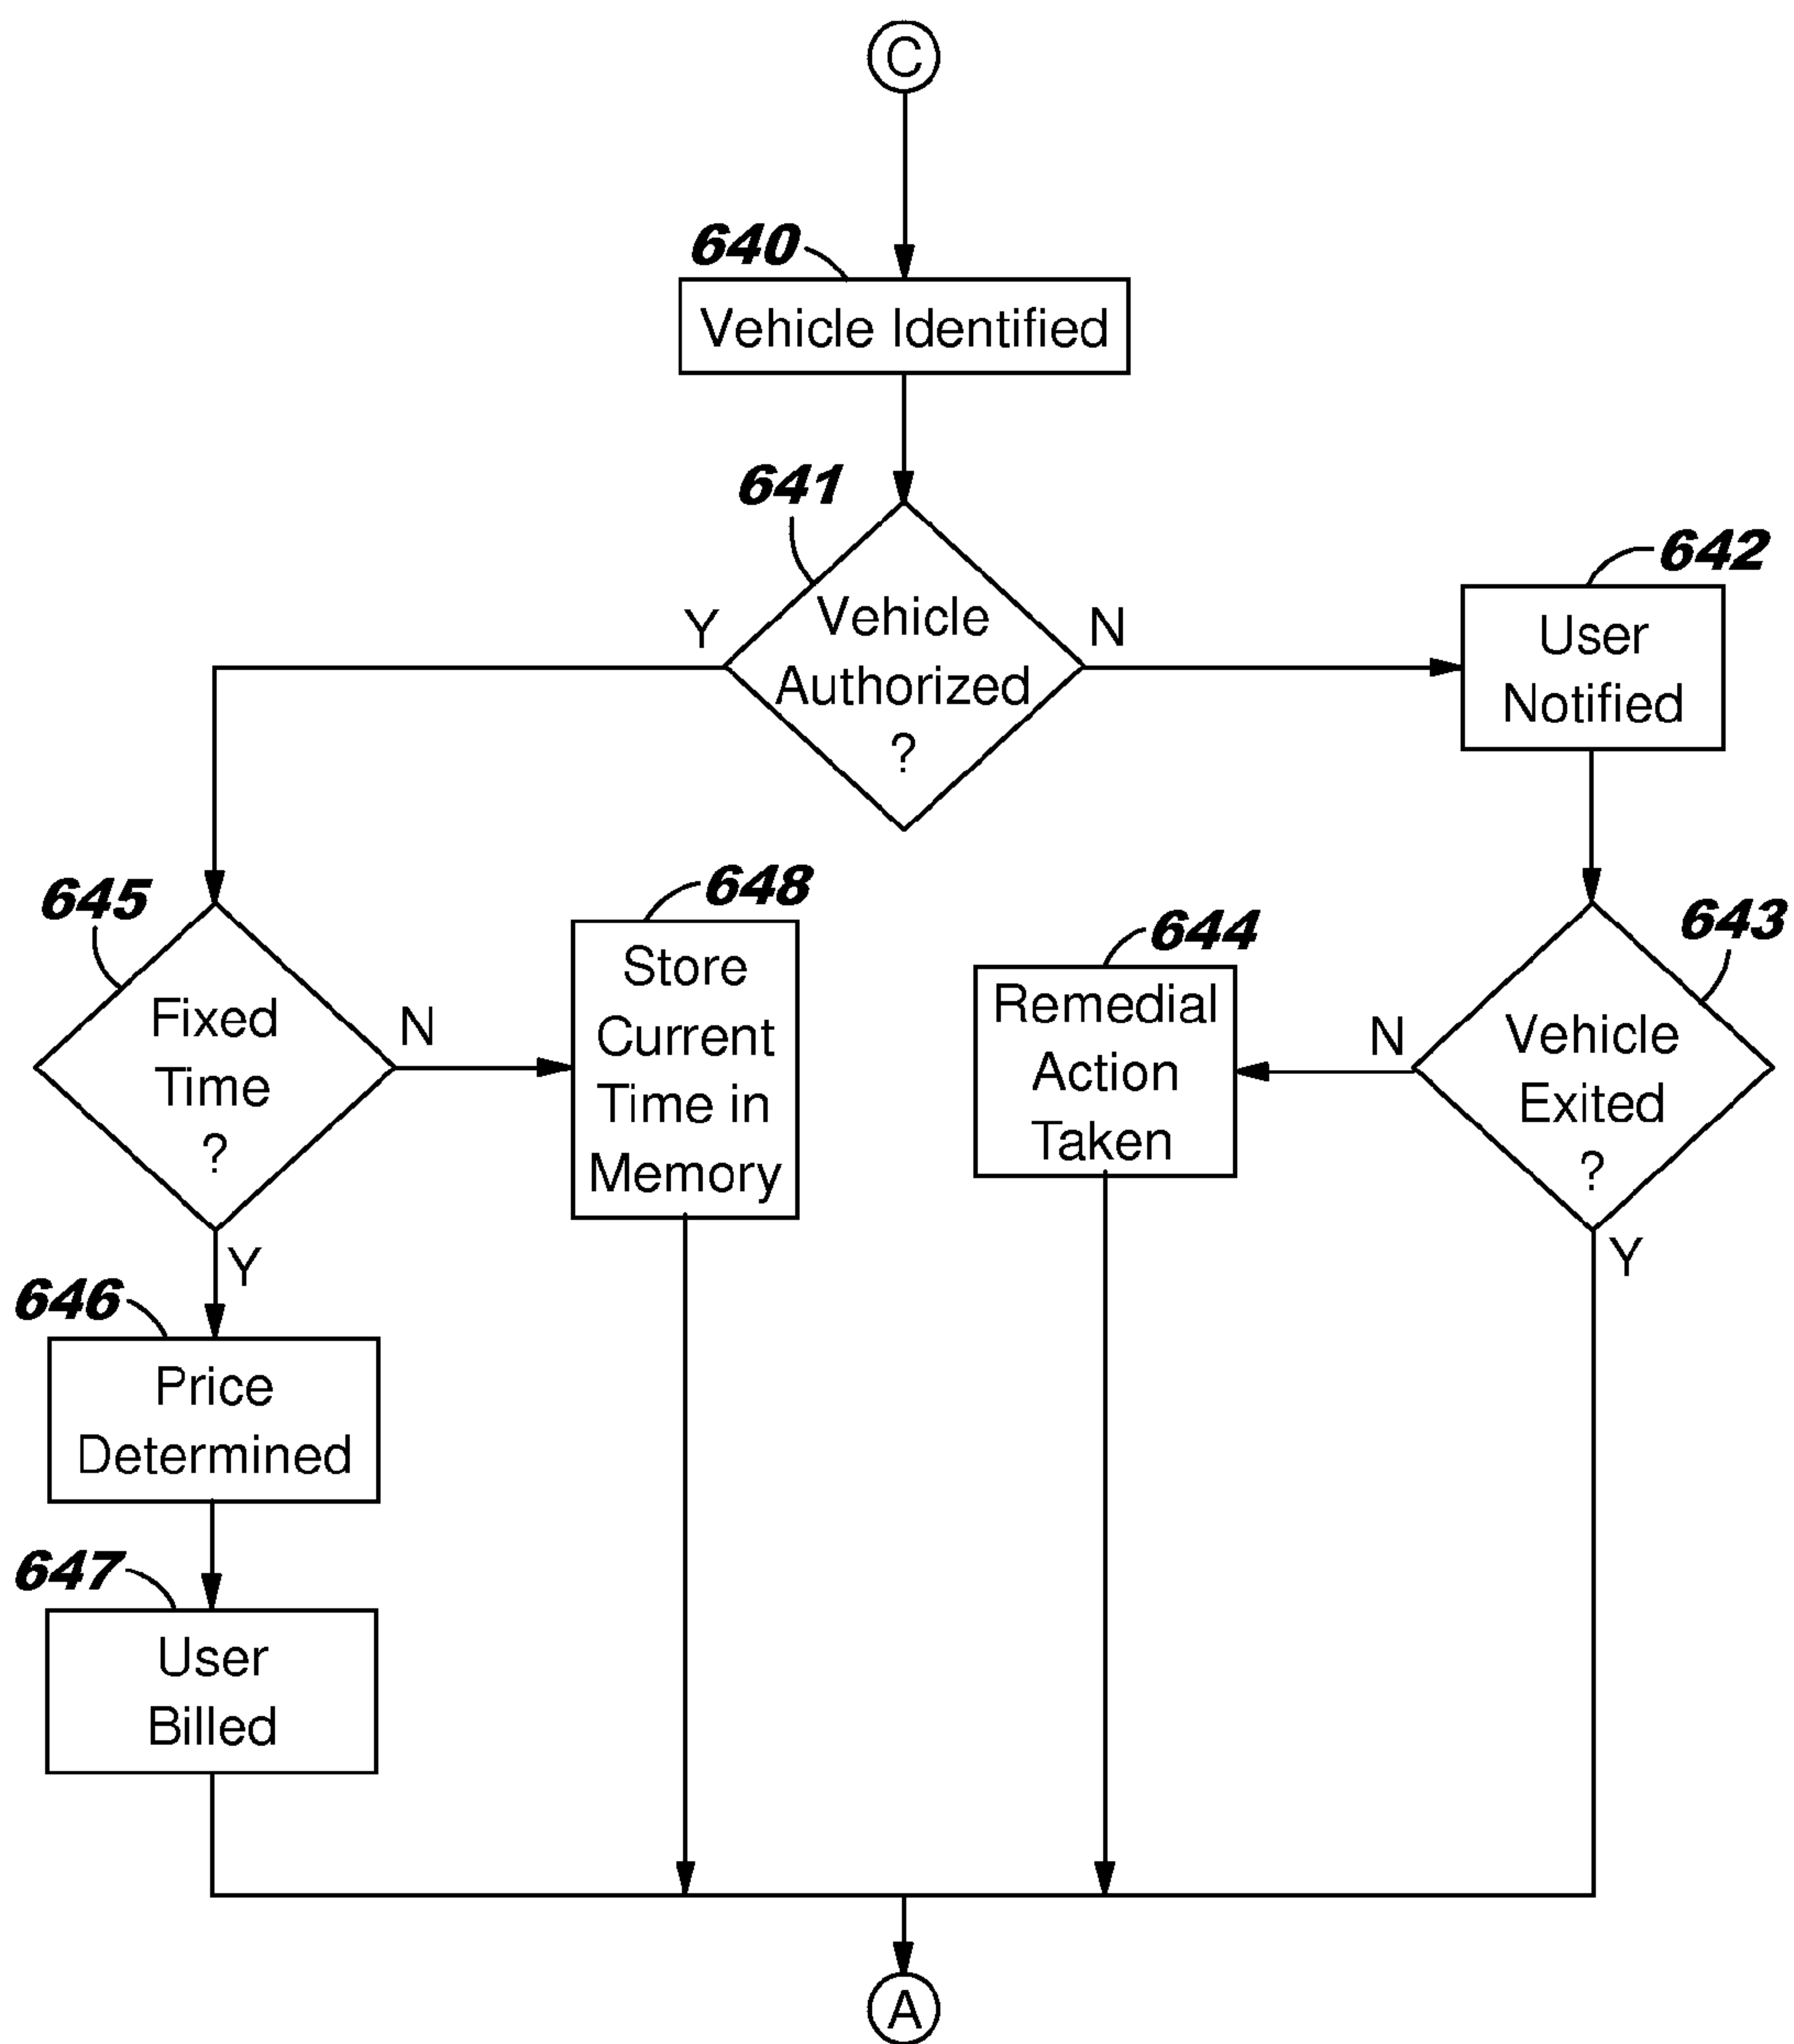 C
640
Vehicle Identified
641
Y
Vehicle
Authorized
?
N
642
User
Notified
645
Fixed
Time
?
N
Y
648
Store
Current
Time in
Memory
644
Remedial
Action
Taken
643
N
Vehicle
Exited
?
Y
646
Price
Determined
647
User
Billed
A